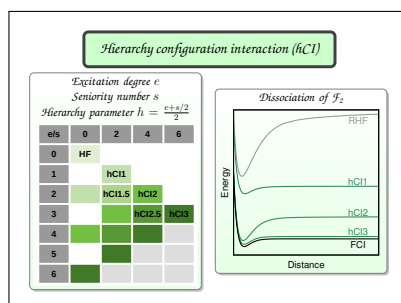 Hierarchy configuration interaction (hCI)
Excitation degree e
Seniority number s
Hierarchy parameter h = \frac{e+s/2}{2}
e/s 0 2 4 6
0 HF
1 hCI1
2 hCI1.5 hCI2
3 hCI2.5 hCI3
4
5
6
Dissociation of F₂
RHF
hCI1
hCI2
hCI3
FCI
Energy
Distance